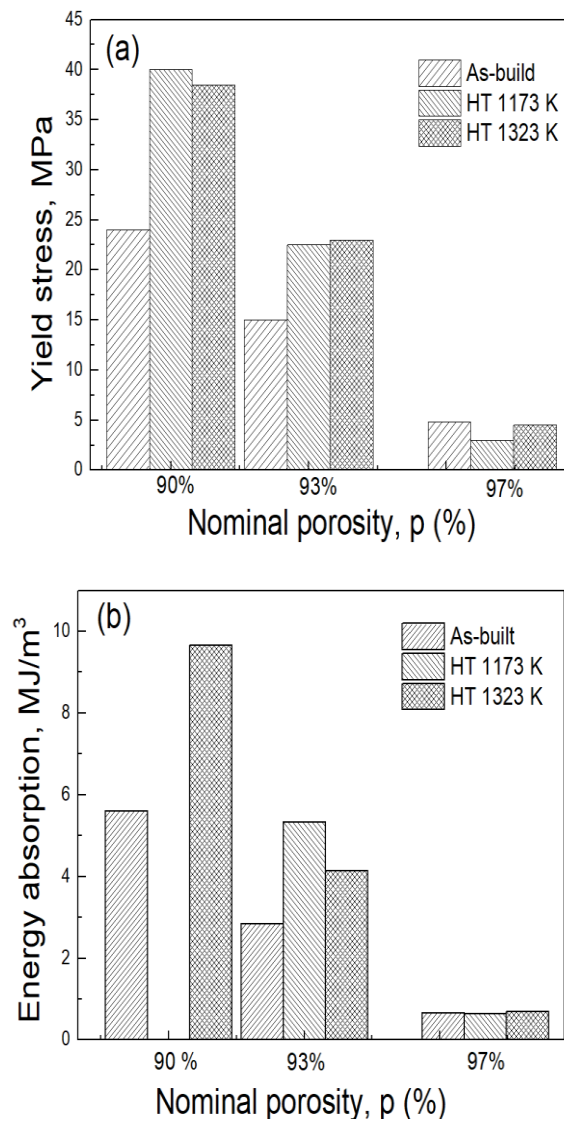 (a)
As-build
HT 1173 K
HT 1323 K
45
40
35
30
25
20
15
10
5
0
Yield stress, MPa
90%
93%
97%
Nominal porosity, p (%)
(b)
As-built
HT 1173 K
HT 1323 K
10
8
6
4
2
0
Energy absorption, MJ/m³
90 %
93%
97%
Nominal porosity, p (%)